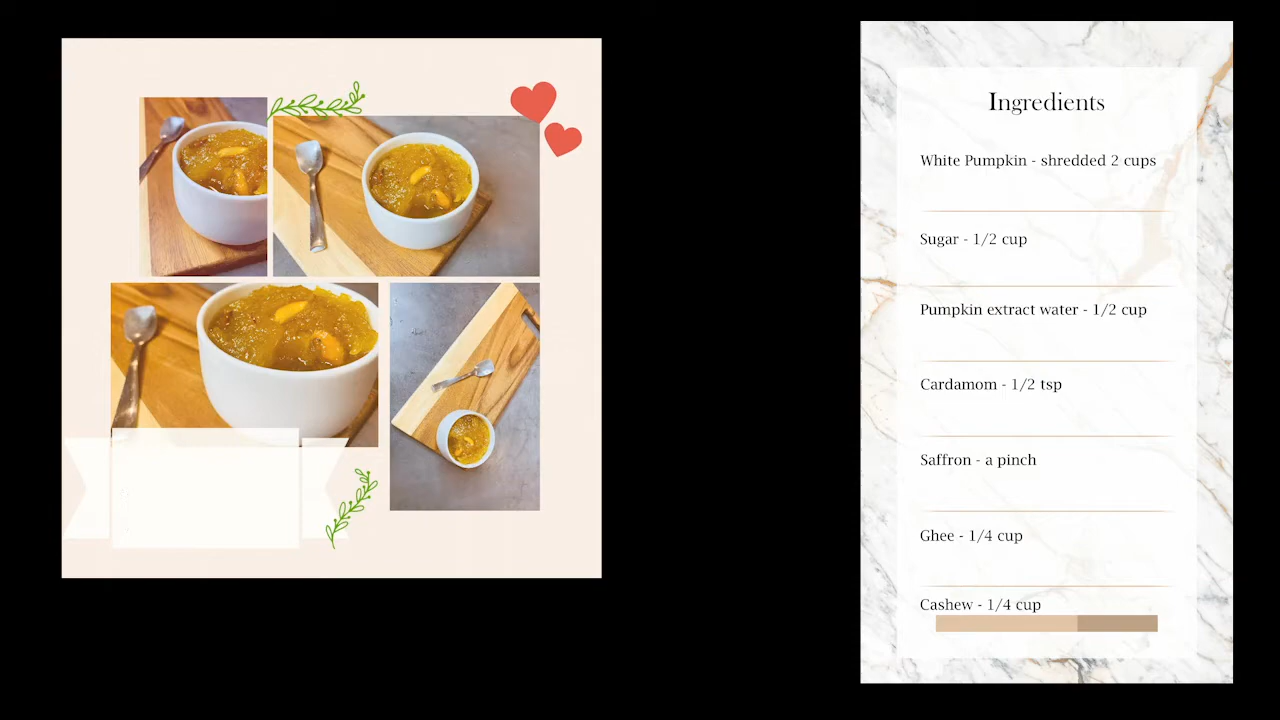 Ingredients
White Pumpkin - shredded 2 cups
Sugar - 1/2 cup
Pumpkin extract water - 1/2 cup
Cardamom - 1/2 tsp
Saffron - a pinch
Ghee - 1/4 cup
Cashew - 1/4 cup